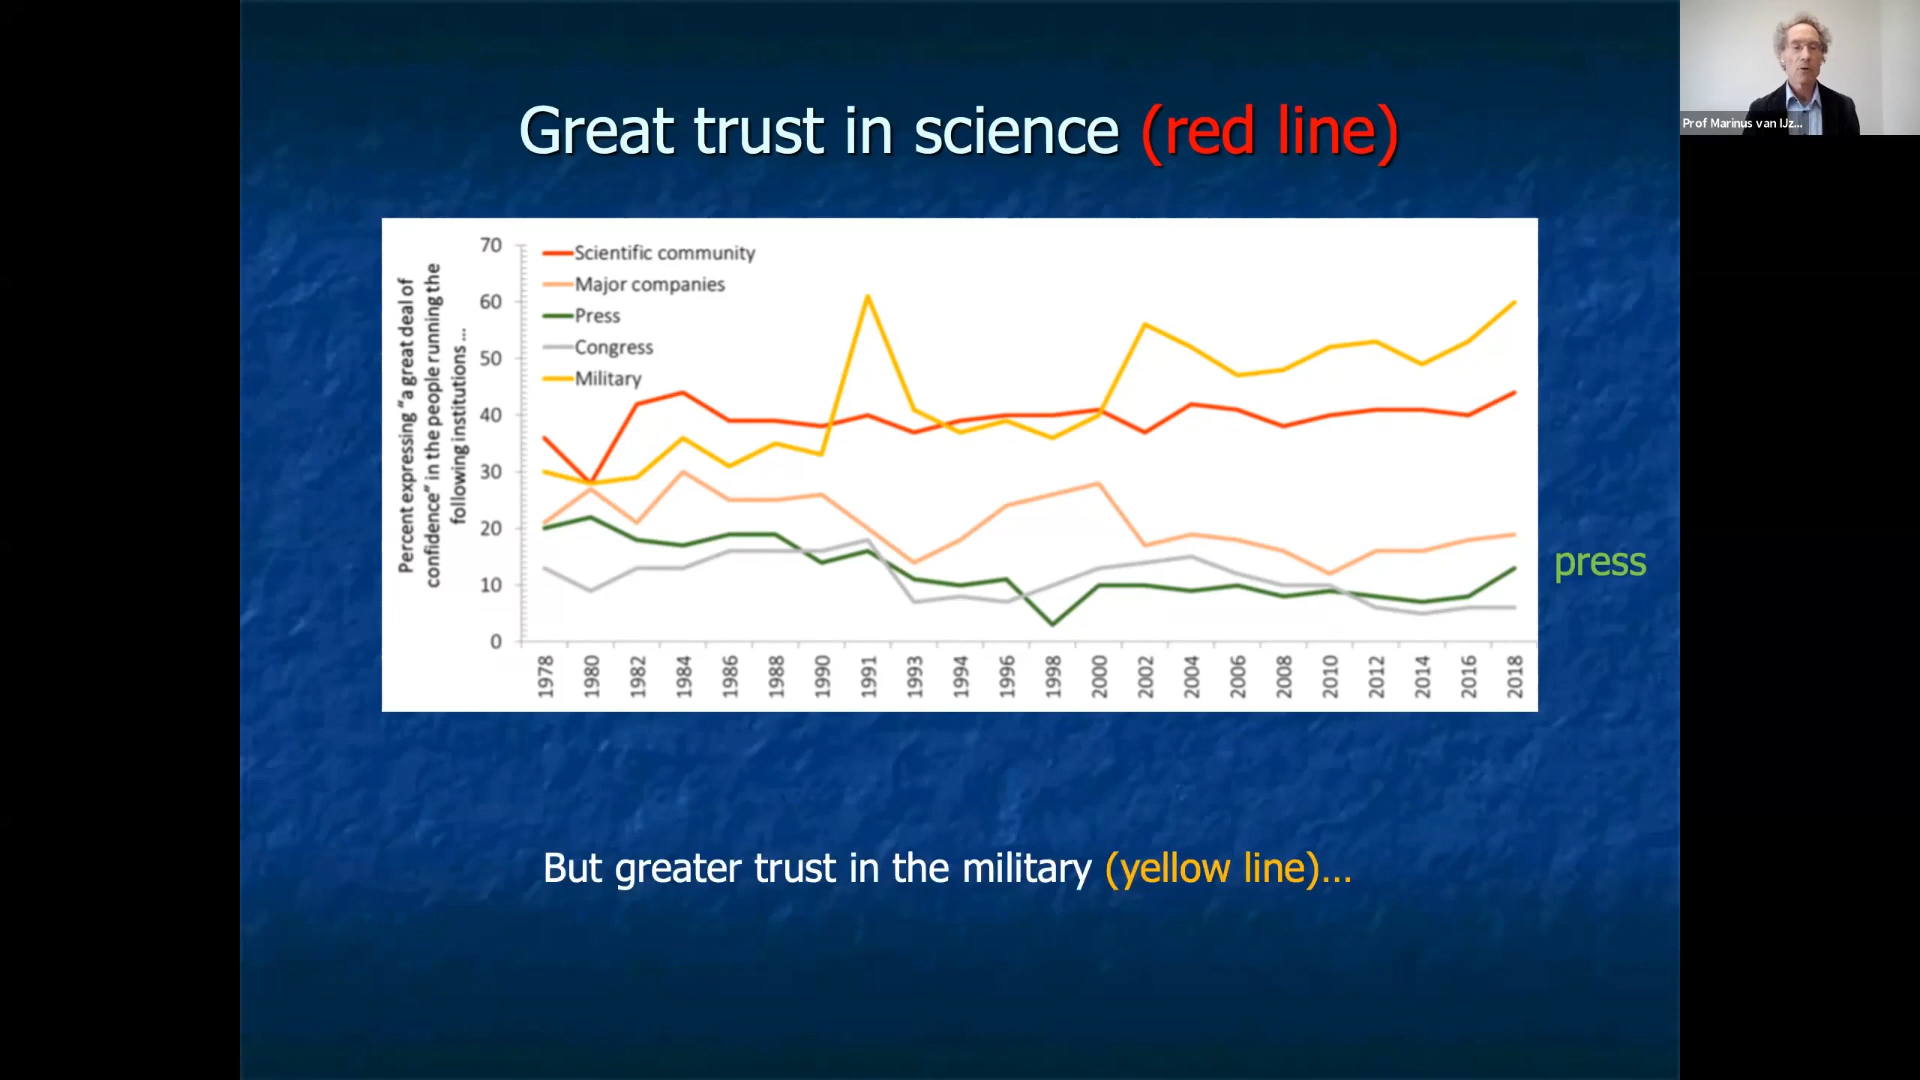 Great trust in science (red line)
Prof Marinus van IJz...
Percent expressing "a great deal of
confidence" in the people running the
following institutions ...
70
60
50
40
30
20
10
0
Scientific community
Major companies
Press
Congress
Military
1978
1980
1982
1984
1986
1988
1990
1991
1993
1994
1996
1998
2000
2002
2004
2006
2008
2010
2012
2014
2016
2018
press
But greater trust in the military (yellow line)...